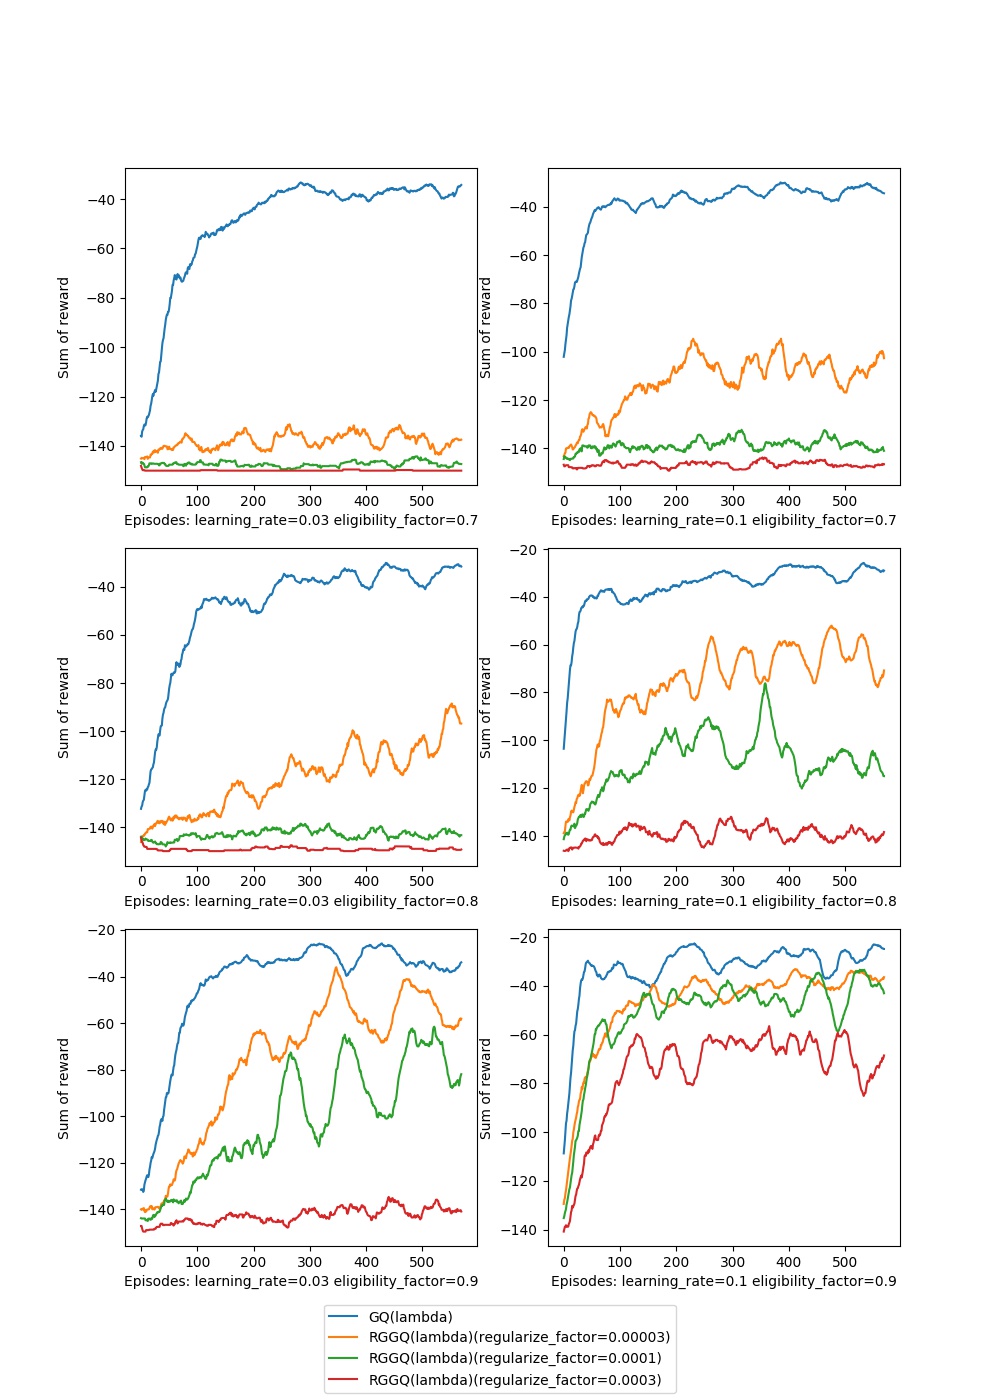 −40
−60
−80
−100
−120
−140
Sum of reward
0 100 200 300 400 500
Episodes: learning_rate=0.03 eligibility_factor=0.7
−40
−60
−80
−100
−120
−140
Sum of reward
0 100 200 300 400 500
Episodes: learning_rate=0.1 eligibility_factor=0.7
−40
−60
−80
−100
−120
−140
Sum of reward
0 100 200 300 400 500
Episodes: learning_rate=0.03 eligibility_factor=0.8
−20
−40
−60
−80
−100
−120
−140
Sum of reward
0 100 200 300 400 500
Episodes: learning_rate=0.1 eligibility_factor=0.8
−20
−40
−60
−80
−100
−120
−140
Sum of reward
0 100 200 300 400 500
Episodes: learning_rate=0.03 eligibility_factor=0.9
−20
−40
−60
−80
−100
−120
−140
Sum of reward
0 100 200 300 400 500
Episodes: learning_rate=0.1 eligibility_factor=0.9
GQ(lambda)
RGGQ(lambda)(regularize_factor=0.00003)
RGGQ(lambda)(regularize_factor=0.0001)
RGGQ(lambda)(regularize_factor=0.0003)